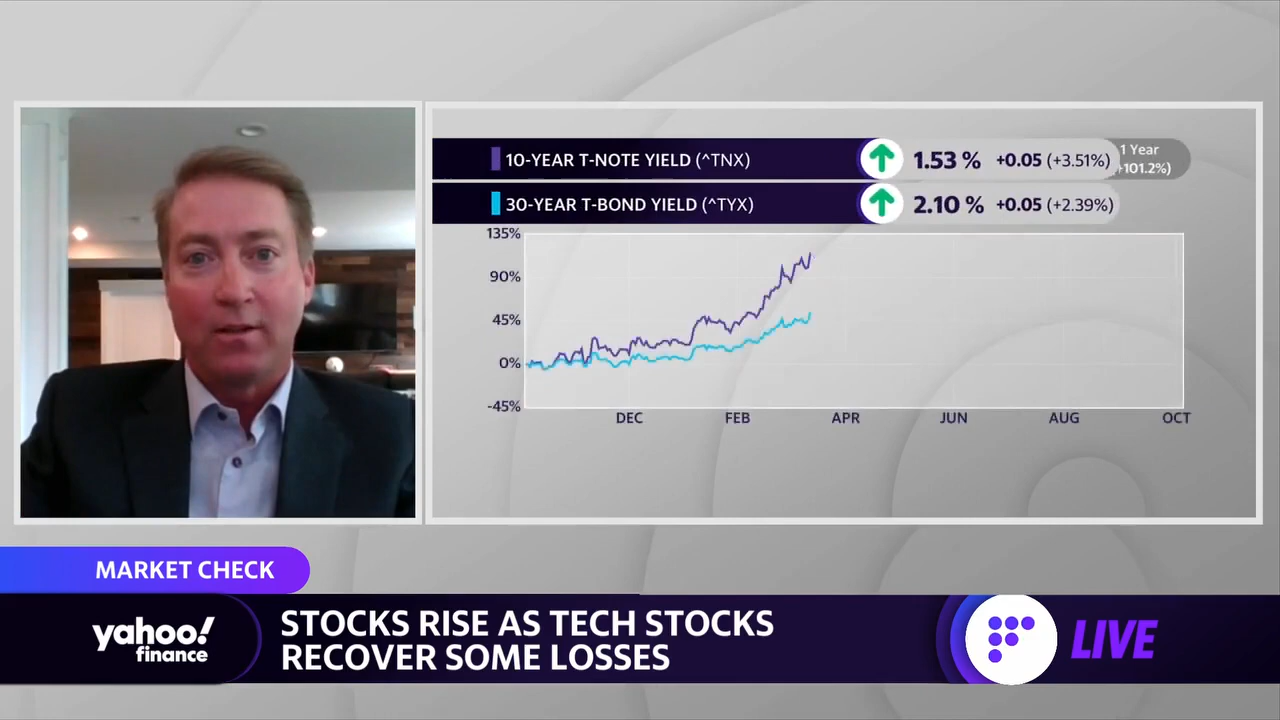 10-YEAR T-NOTE YIELD (^TNX) 1.53 % +0.05 (+3.51%) 1 Year
+101.2%)
30-YEAR T-BOND YIELD (^TYX) 2.10 % +0.05 (+2.39%)
135%
90%
45%
0%
-45%
DEC FEB APR JUN AUG OCT
MARKET CHECK
yahoo!
finance
STOCKS RISE AS TECH STOCKS
RECOVER SOME LOSSES
LIVE